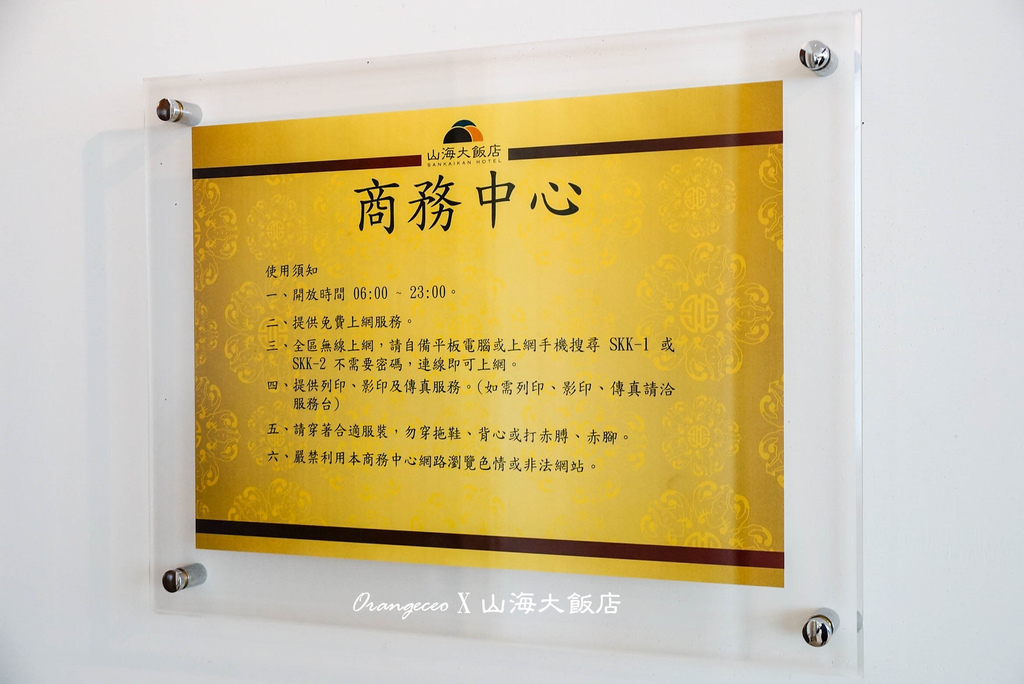 山海大飯店
SANKAIKAN HOTEL
商務中心
使用須知
一、開放時間 06:00 ~ 23:00。
二、提供免費上網服務。
三、全區無線上網，請自備平板電腦或上網手機搜尋 SKK-1 或
SKK-2 不需要密碼，連線即可上網。
四、提供列印、影印及傳真服務。(如需列印、影印、傳真請洽
服務台)
五、請穿著合適服裝，勿穿拖鞋、背心或打赤膊、赤腳。
六、嚴禁利用本商務中心網路瀏覽色情或非法網站。
Orangeceo X 山海大飯店